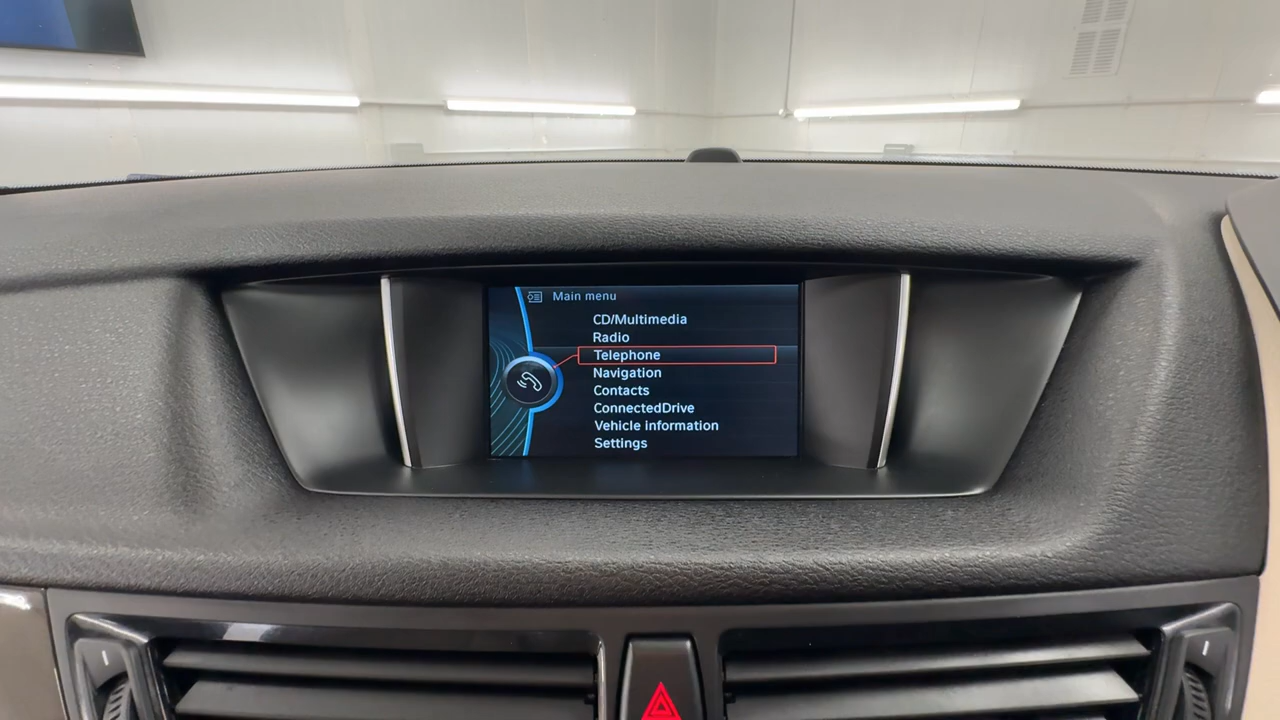 Main menu
CD/Multimedia
Radio
Telephone
Navigation
Contacts
ConnectedDrive
Vehicle information
Settings